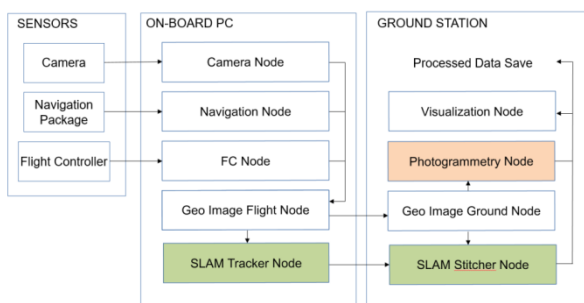 SENSORS
Camera
Navigation
Package
Flight Controller
ON-BOARD PC
Camera Node
Navigation Node
FC Node
Geo Image Flight Node
SLAM Tracker Node
GROUND STATION
Processed Data Save
Visualization Node
Photogrammetry Node
Geo Image Ground Node
SLAM Stitcher Node